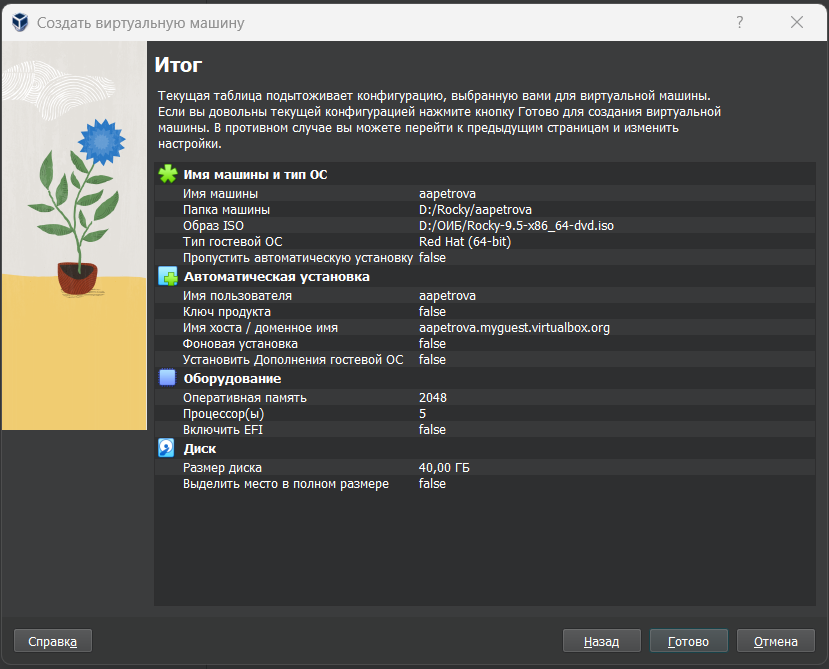 Создать виртуальную машину
?
Итог
Текущая таблица подытоживает конфигурацию, выбранную вами для виртуальной машины.
Если вы довольны текущей конфигурацией нажмите кнопку Готово для создания виртуальной
машины. В противном случае вы можете перейти к предыдущим страницам и изменить
настройки.
Имя машины и тип ОС
Имя машины aapetrova
Папка машины D:/Rocky/aapetrova
Образ ISO D:/ОИБ/Rocky-9.5-x86_64-dvd.iso
Тип гостевой ОС Red Hat (64-bit)
Пропустить автоматическую установку false
Автоматическая установка
Имя пользователя aapetrova
Ключ продукта false
Имя хоста / доменное имя aapetrova.myguest.virtualbox.org
Фоновая установка false
Установить Дополнения гостевой ОС false
Оборудование
Оперативная память 2048
Процессор(ы) 5
Включить EFI false
Диск
Размер диска 40,00 ГБ
Выделить место в полном размере false
Справка Назад Готово Отмена